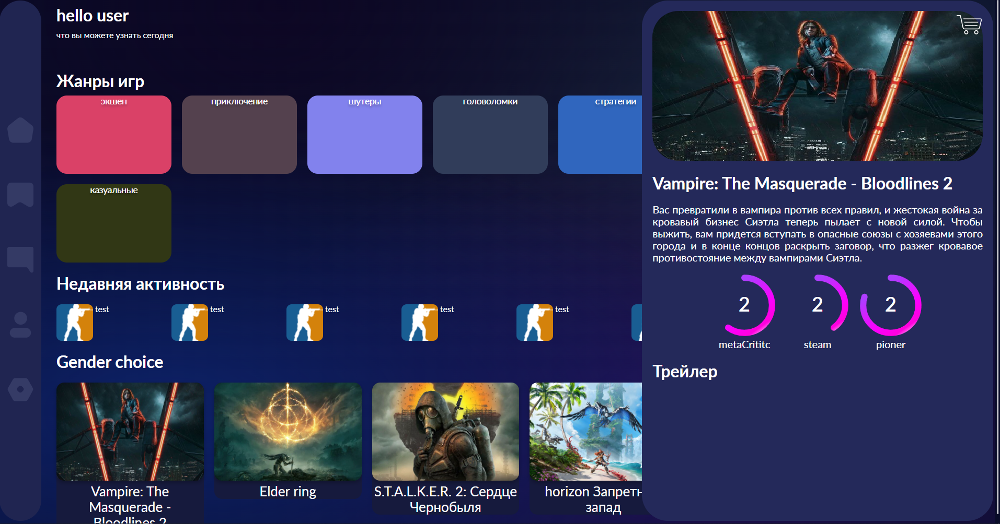 hello user
что вы можете узнать сегодня
Жанры игр
экшен
приключение
шутеры
головоломки
стратегии
казуальные
Недавняя активность
test
test
test
test
test
Gender choice
Vampire: The
Masquerade -
Bloodlines 2
Elder ring
S.T.A.L.K.E.R. 2: Сердце
Чернобыля
horizon Запретн
запад
Vampire: The Masquerade - Bloodlines 2
Вас превратили в вампира против всех правил, и жестокая война за
кровавый бизнес Сиэтла теперь пылает с новой силой. Чтобы
выжить, вам придется вступать в опасные союзы с хозяевами этого
города и в конце концов раскрыть заговор, что разжег кровавое
противостояние между вампирами Сиэтла.
2
2
2
metaCrititc
steam
pioner
Трейлер